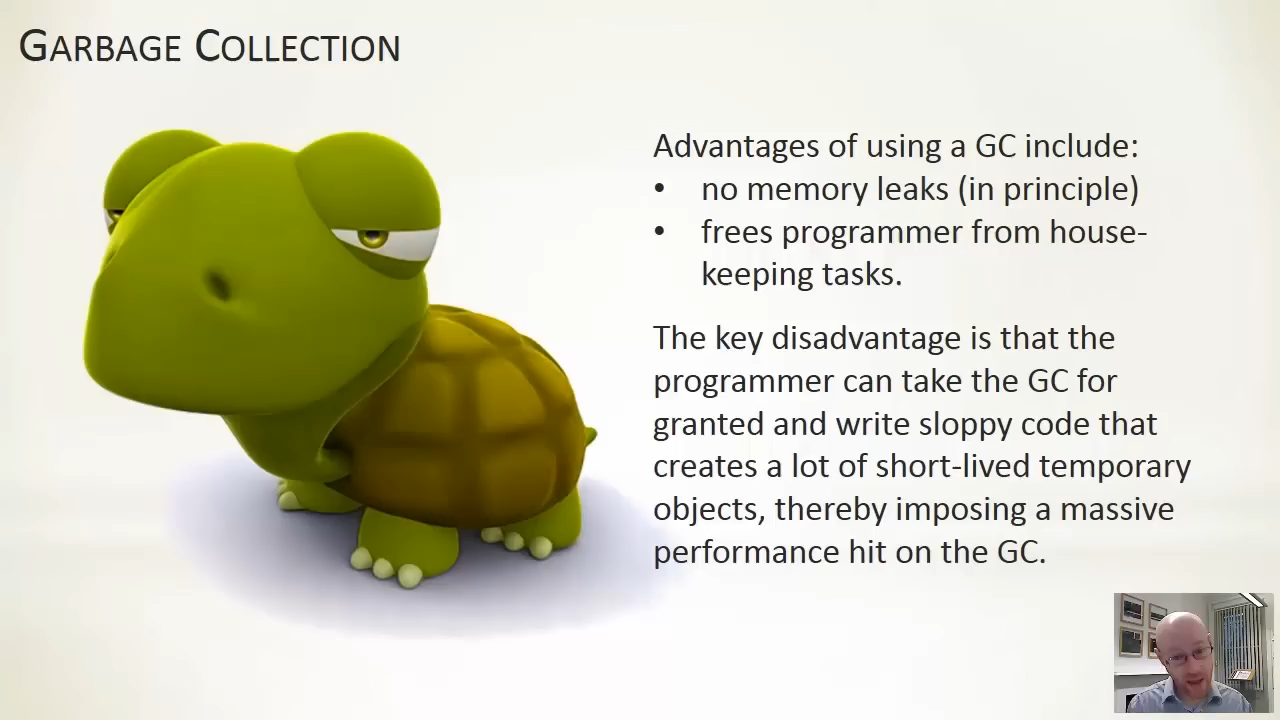 GARBAGE COLLECTION
Advantages of using a GC include:
• no memory leaks (in principle)
• frees programmer from house-
keeping tasks.
The key disadvantage is that the
programmer can take the GC for
granted and write sloppy code that
creates a lot of short-lived temporary
objects, thereby imposing a massive
performance hit on the GC.